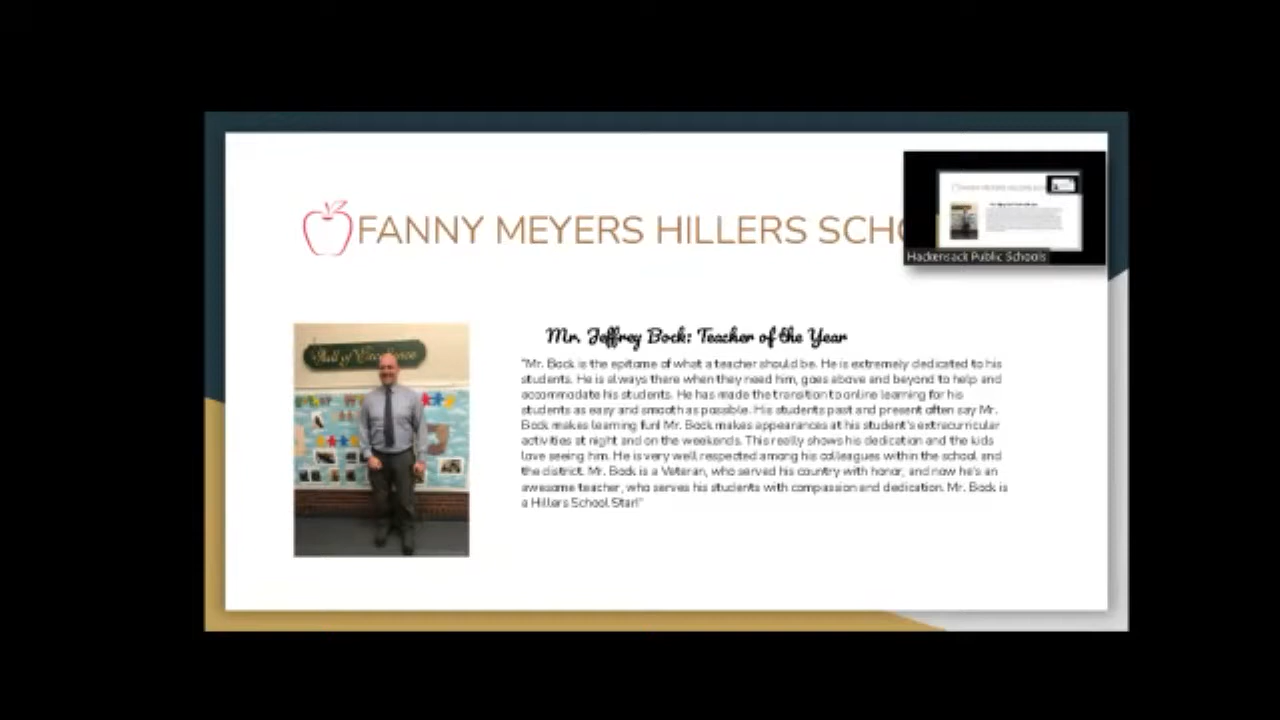 FANNY MEYERS HILLERS SCHO
Hackensack Public Schools
Hall of Excellence
Mr. Jeffrey Bock: Teacher of the Year
"Mr. Bock is the epitome of what a teacher should be. He is extremely dedicated to his
students. He is always there when they need him, goes above and beyond to help and
accommodate his students. He has made the transition to online learning for his
students as easy and smooth as possible. His students past and present often say Mr.
Bock makes learning fun! Mr. Bock makes appearances at his student's extracurricular
activities at night and on the weekends. This really shows his dedication and the kids
love seeing him. He is very well respected among his colleagues within the school and
the district. Mr. Bock is a Veteran, who served his country with honor, and now he's an
awesome teacher, who serves his students with compassion and dedication. Mr. Bock is
a Hillers School Star!"